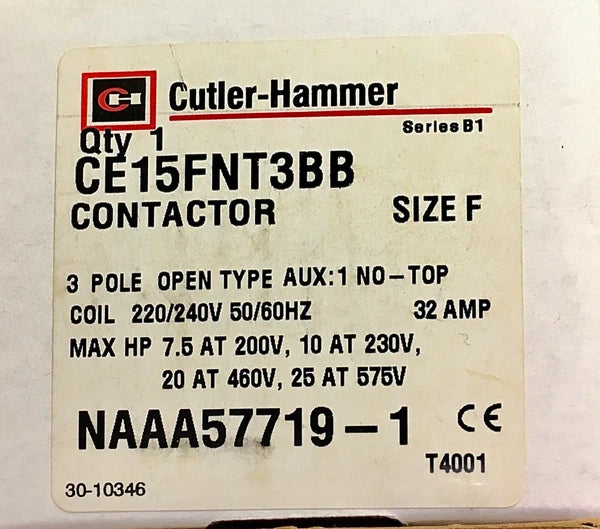 Cutler-Hammer
Series B1
Qty 1
CE15FNT3BB
CONTACTOR SIZE F
3 POLE OPEN TYPE AUX:1 NO-TOP
COIL 220/240V 50/60HZ 32 AMP
MAX HP 7.5 AT 200V, 10 AT 230V,
20 AT 460V, 25 AT 575V
NAAA57719-1 CE
T4001
30-10346